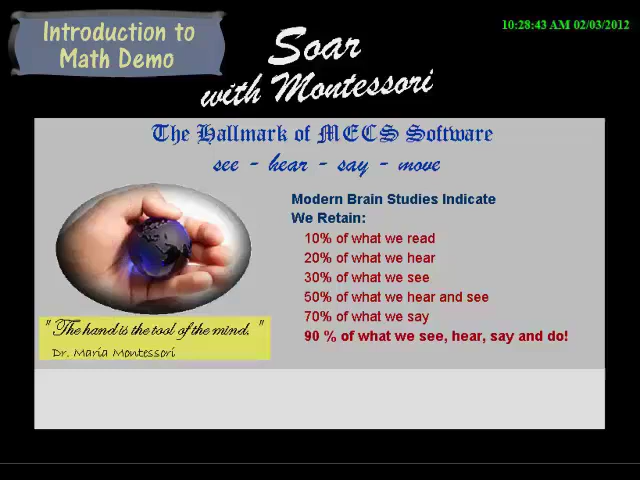 Introduction to
Math Demo
10:28:43 AM 02/03/2012
Soar
with Montessori
The Hallmark of MECS Software
see - hear - say - move
Modern Brain Studies Indicate
We Retain:
10% of what we read
20% of what we hear
30% of what we see
50% of what we hear and see
70% of what we say
90 % of what we see, hear, say and do!
" The hand is the tool of the mind. "
Dr. Maria Montessori